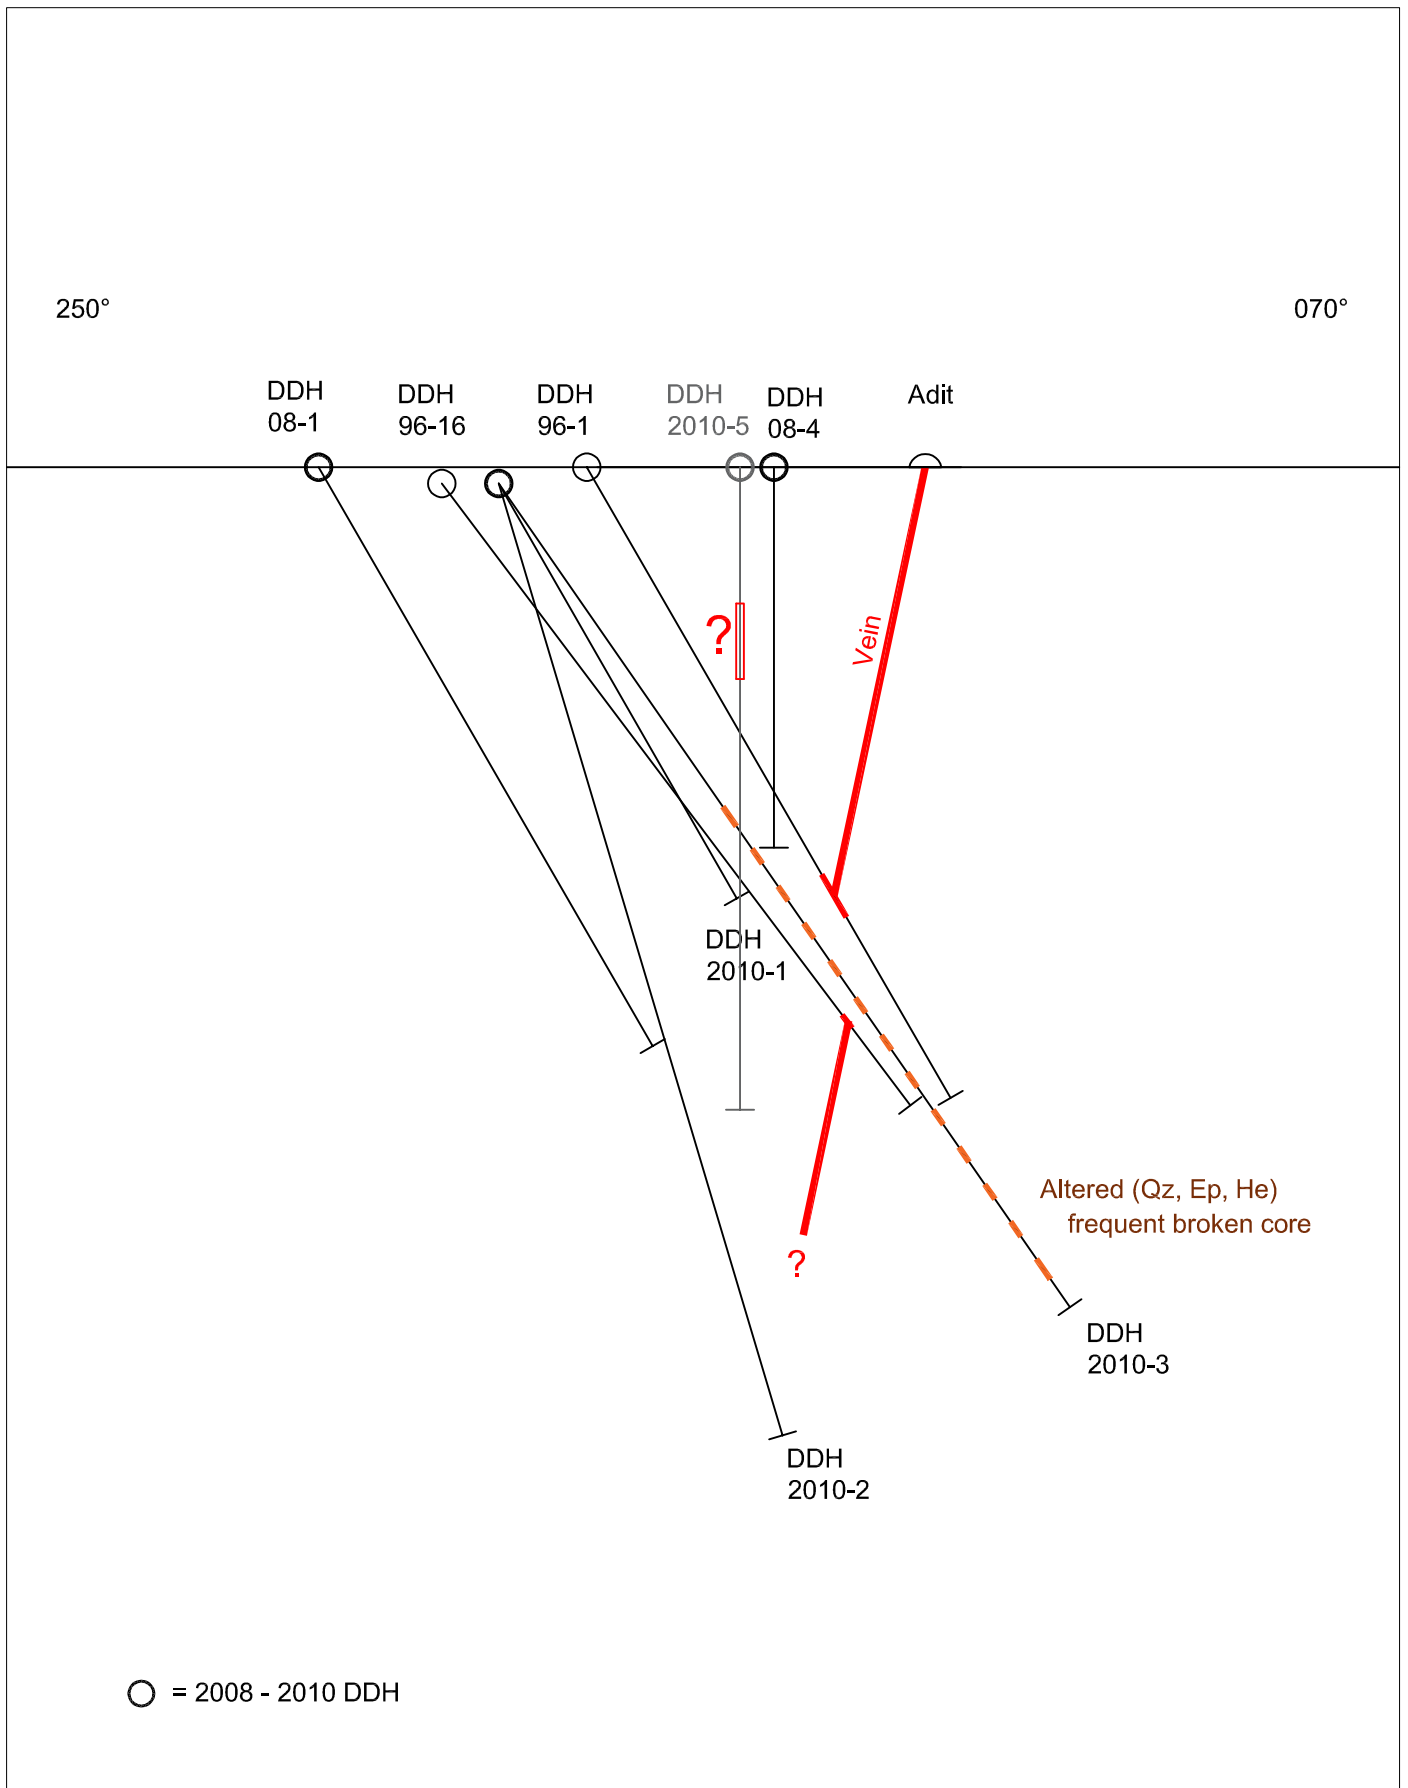 250°
070°
DDH
08-1
DDH
96-16
DDH
96-1
DDH
2010-5
DDH
08-4
Adit
?
Vein
DDH
2010-1
Altered (Qz, Ep, He)
frequent broken core
?
DDH
2010-3
DDH
2010-2
= 2008 - 2010 DDH